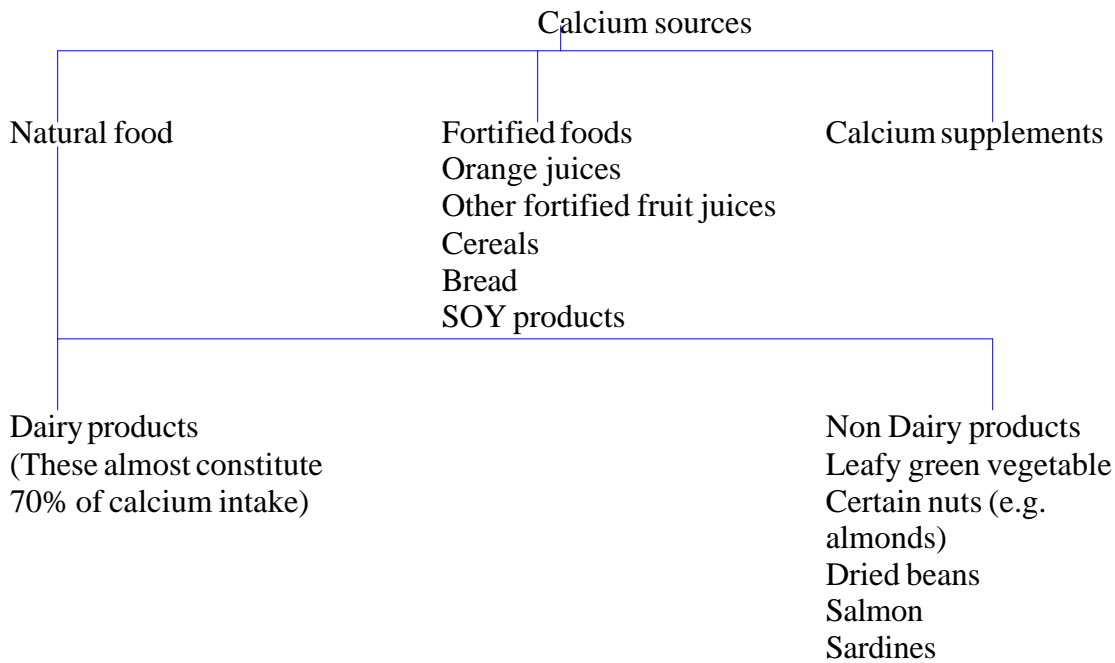 Calcium sources
Natural food
Fortified foods
Orange juices
Other fortified fruit juices
Cereals
Bread
SOY products
Calcium supplements
Dairy products
(These almost constitute
70% of calcium intake)
Non Dairy products
Leafy green vegetable
Certain nuts (e.g.
almonds)
Dried beans
Salmon
Sardines